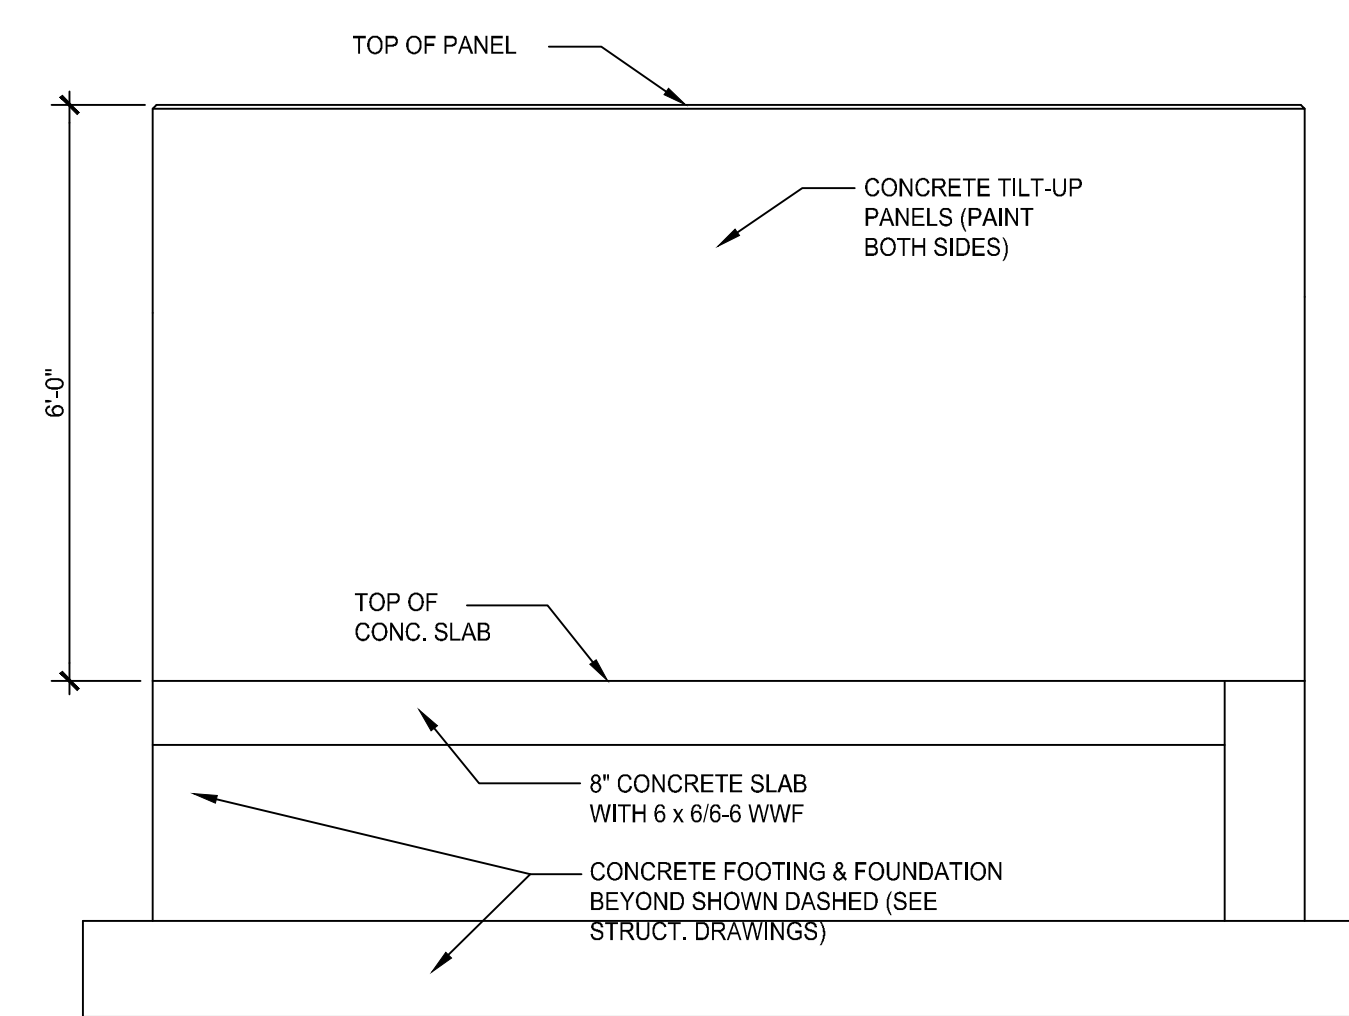 TOP OF PANEL
CONCRETE TILT-UP
PANELS (PAINT
BOTH SIDES)
6'-0"
TOP OF
CONC. SLAB
8" CONCRETE SLAB
WITH 6 x 6/6-6 WWF
CONCRETE FOOTING & FOUNDATION
BEYOND SHOWN DASHED (SEE
STRUCT. DRAWINGS)